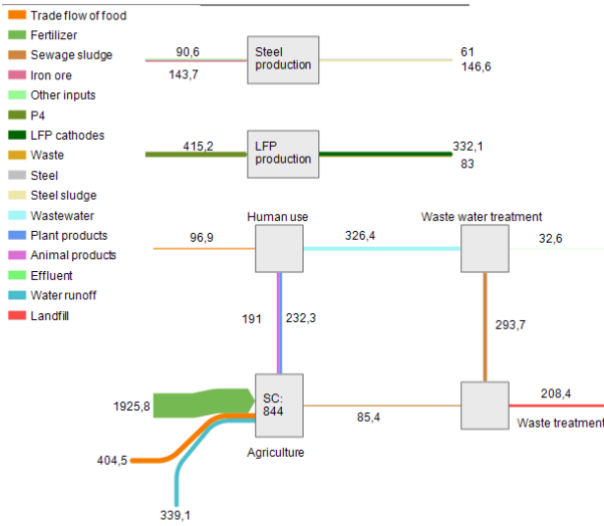 Trade flow of food
Fertilizer
Sewage sludge
Iron ore
Other inputs
P4
LFP cathodes
Waste
Steel
Steel sludge
Wastewater
Plant products
Animal products
Effluent
Water runoff
Landfill
90,6
143,7
Steel
production
61
146,6
415,2
LFP
production
332,1
83
Human use
Waste water treatment
96,9
326,4
32,6
191
232,3
293,7
1925,8
SC:
844
85,4
208,4
Waste treatment
Agriculture
404,5
339,1